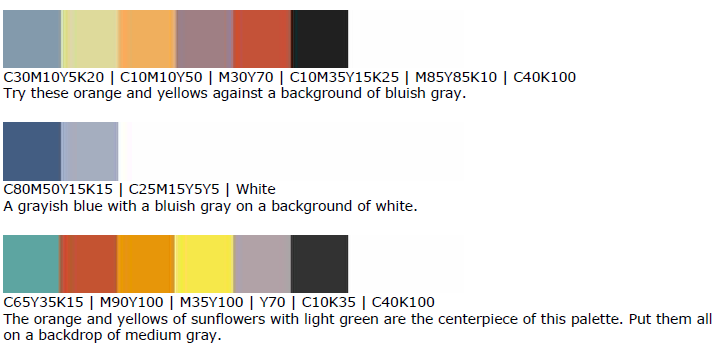 C30M10Y5K20 | C10M10Y50 | M30Y70 | C10M35Y15K25 | M85Y85K10 | C40K100
Try these orange and yellows against a background of bluish gray.
C80M50Y15K15 | C25M15Y5Y5 | White
A grayish blue with a bluish gray on a background of white.
C65Y35K15 | M90Y100 | M35Y100 | Y70 | C10K35 | C40K100
The orange and yellows of sunflowers with light green are the centerpiece of this palette. Put them all
on a backdrop of medium gray.